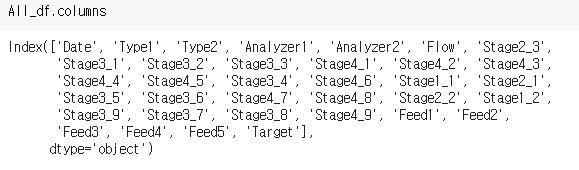 All_df.columns
Index(['Date', 'Type1', 'Type2', 'Analyzer1', 'Analyzer2', 'Flow', 'Stage2_3',
'Stage3_1', 'Stage3_2', 'Stage3_3', 'Stage4_1', 'Stage4_2', 'Stage4_3',
'Stage4_4', 'Stage4_5', 'Stage3_4', 'Stage4_6', 'Stage1_1', 'Stage2_1',
'Stage3_5', 'Stage3_6', 'Stage4_7', 'Stage4_8', 'Stage2_2', 'Stage1_2',
'Stage3_9', 'Stage3_7', 'Stage3_8', 'Stage4_9', 'Feed1', 'Feed2',
'Feed3', 'Feed4', 'Feed5', 'Target'],
dtype='object')